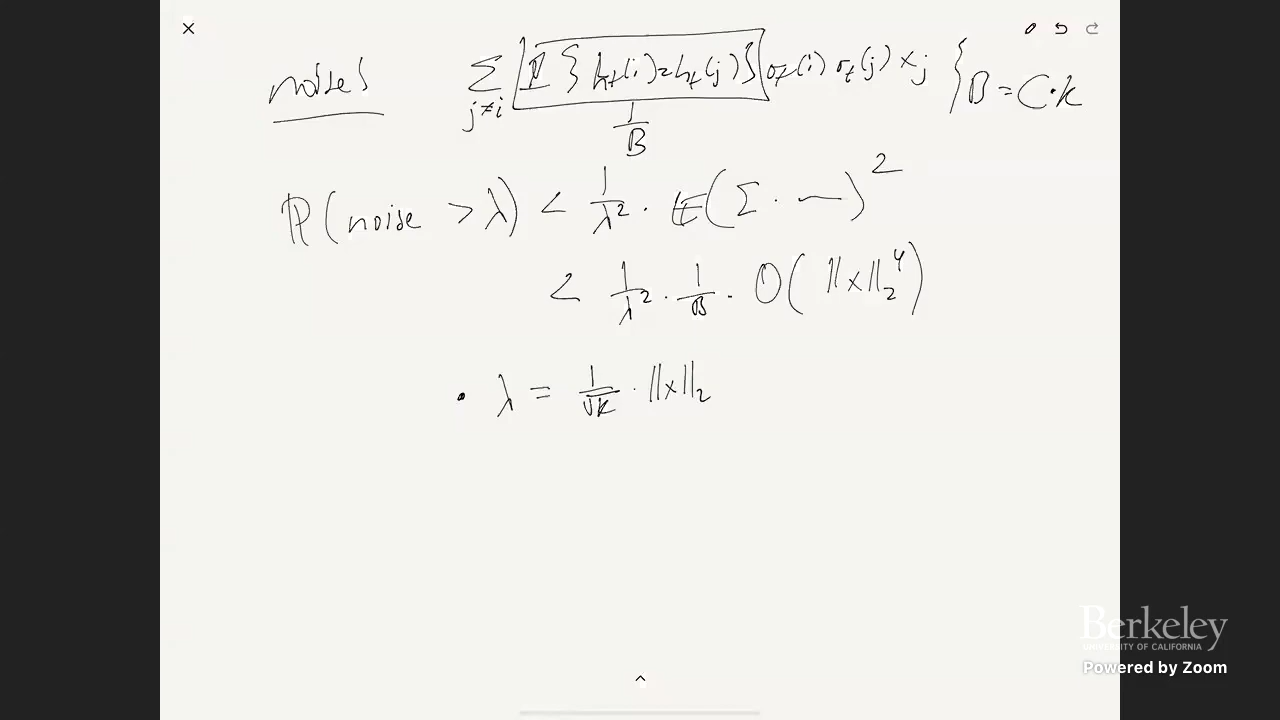 noise! Σ_{j≠i} 𝟙{h_t(i)=h_t(j)} σ_t(i) σ_t(j) x_j } B = C·k
1/B
ℙ(noise > λ) < 1/λ² · 𝔼(Σ · —)²
< 1/λ² · 1/B · O(||x||₂⁴)
· λ = 1/√k · ||x||₂
Berkeley
UNIVERSITY OF CALIFORNIA
Powered by Zoom